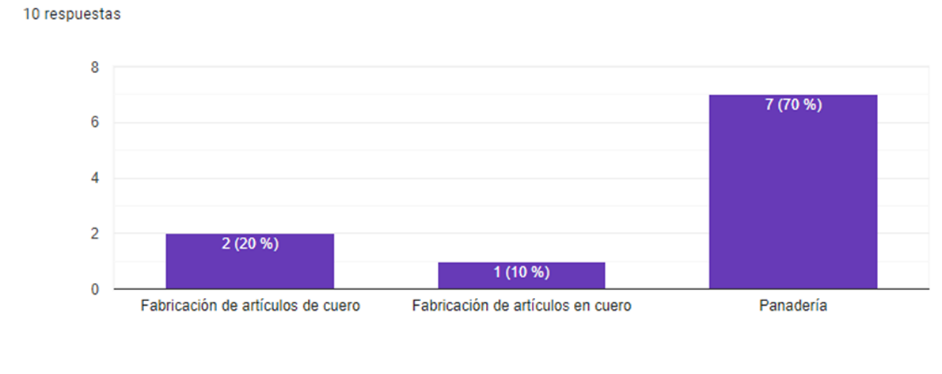 10 respuestas
8
7 (70 %)
6
4
2
2 (20 %)
1 (10 %)
0
Fabricación de artículos de cuero
Fabricación de artículos en cuero
Panadería